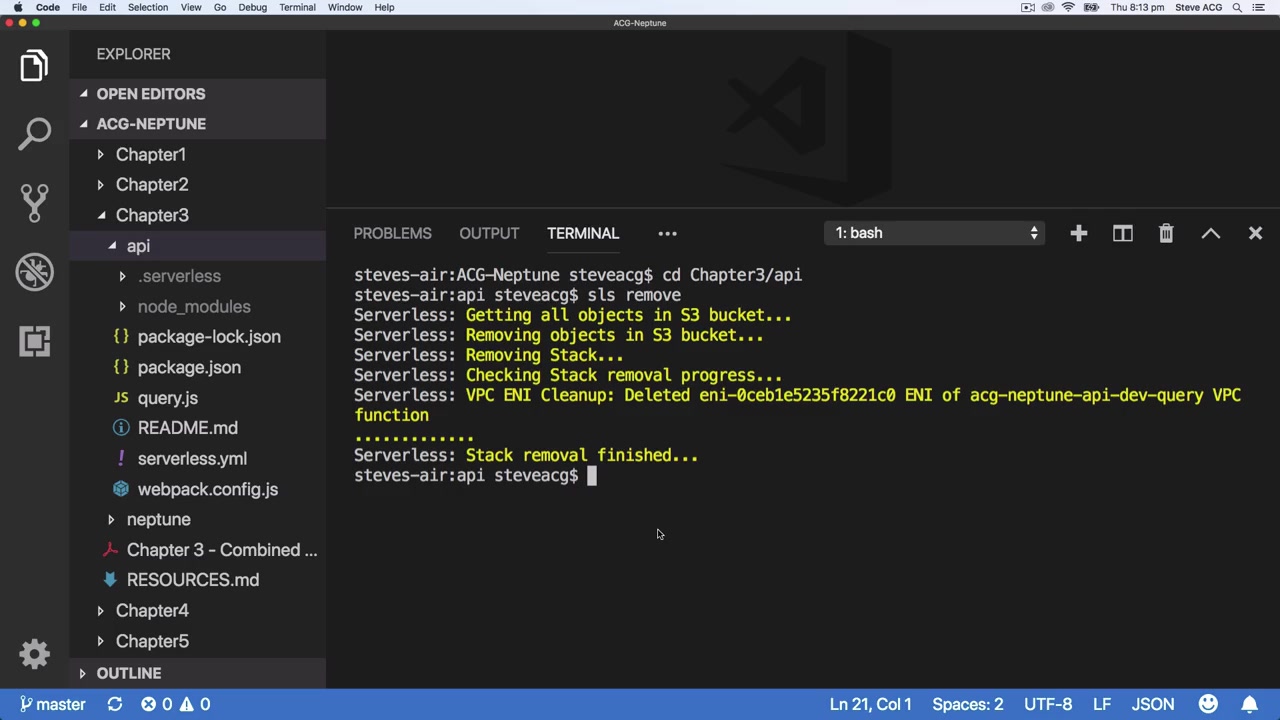 Code File Edit Selection View Go Debug Terminal Window Help Thu 8:13 pm Steve ACG
ACG-Neptune
EXPLORER
OPEN EDITORS
ACG-NEPTUNE
Chapter1
Chapter2
Chapter3
api
.serverless
node_modules
{} package-lock.json
{} package.json
JS query.js
README.md
! serverless.yml
webpack.config.js
neptune
Chapter 3 - Combined ...
RESOURCES.md
Chapter4
Chapter5
OUTLINE
PROBLEMS OUTPUT TERMINAL ... 1: bash
steves-air:ACG-Neptune steveacg$ cd Chapter3/api
steves-air:api steveacg$ sls remove
Serverless: Getting all objects in S3 bucket...
Serverless: Removing objects in S3 bucket...
Serverless: Removing Stack...
Serverless: Checking Stack removal progress...
Serverless: VPC ENI Cleanup: Deleted eni-0ceb1e5235f8221c0 ENI of acg-neptune-api-dev-query VPC
function
.............
Serverless: Stack removal finished...
steves-air:api steveacg$
master 0 0 Ln 21, Col 1 Spaces: 2 UTF-8 LF JSON